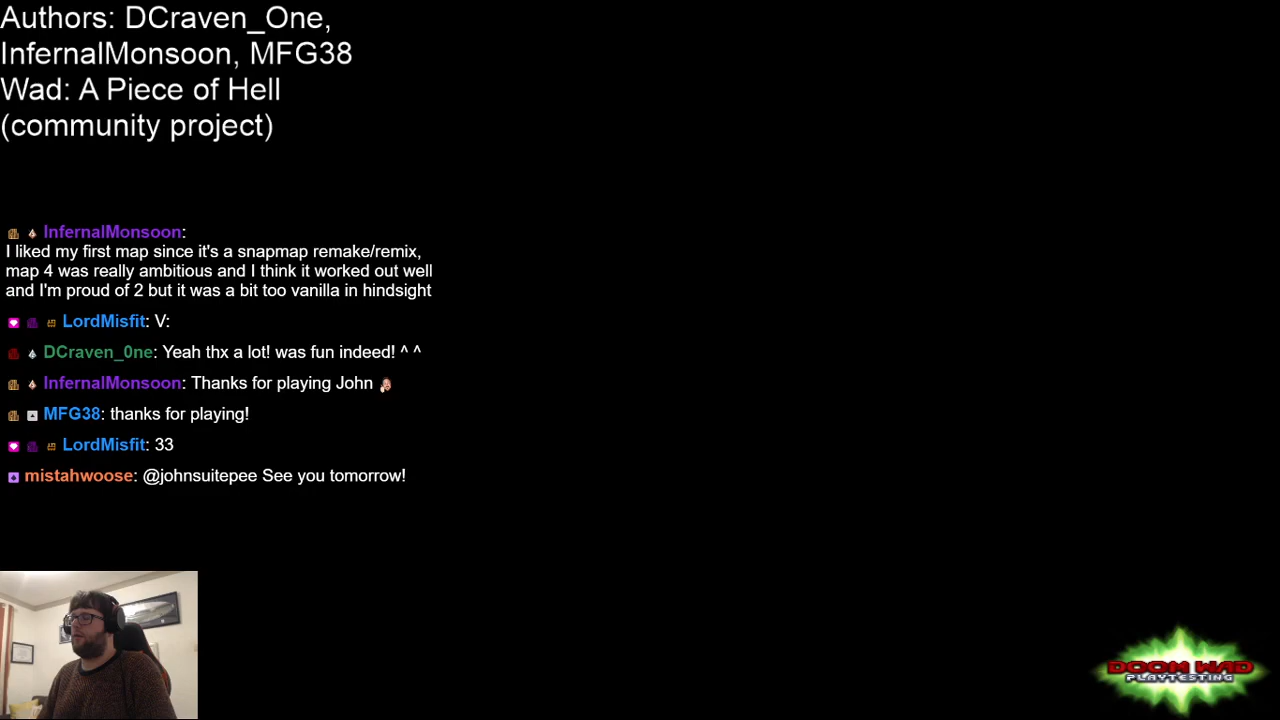 Authors: DCraven_One,
InfernalMonsoon, MFG38
Wad: A Piece of Hell
(community project)
InfernalMonsoon:
I liked my first map since it's a snapmap remake/remix,
map 4 was really ambitious and I think it worked out well
and I'm proud of 2 but it was a bit too vanilla in hindsight
LordMisfit: V:
DCraven_0ne: Yeah thx a lot! was fun indeed! ^ ^
InfernalMonsoon: Thanks for playing John
MFG38: thanks for playing!
LordMisfit: 33
mistahwoose: @johnsuitepee See you tomorrow!
DOOM WAD
PLAYTESTING